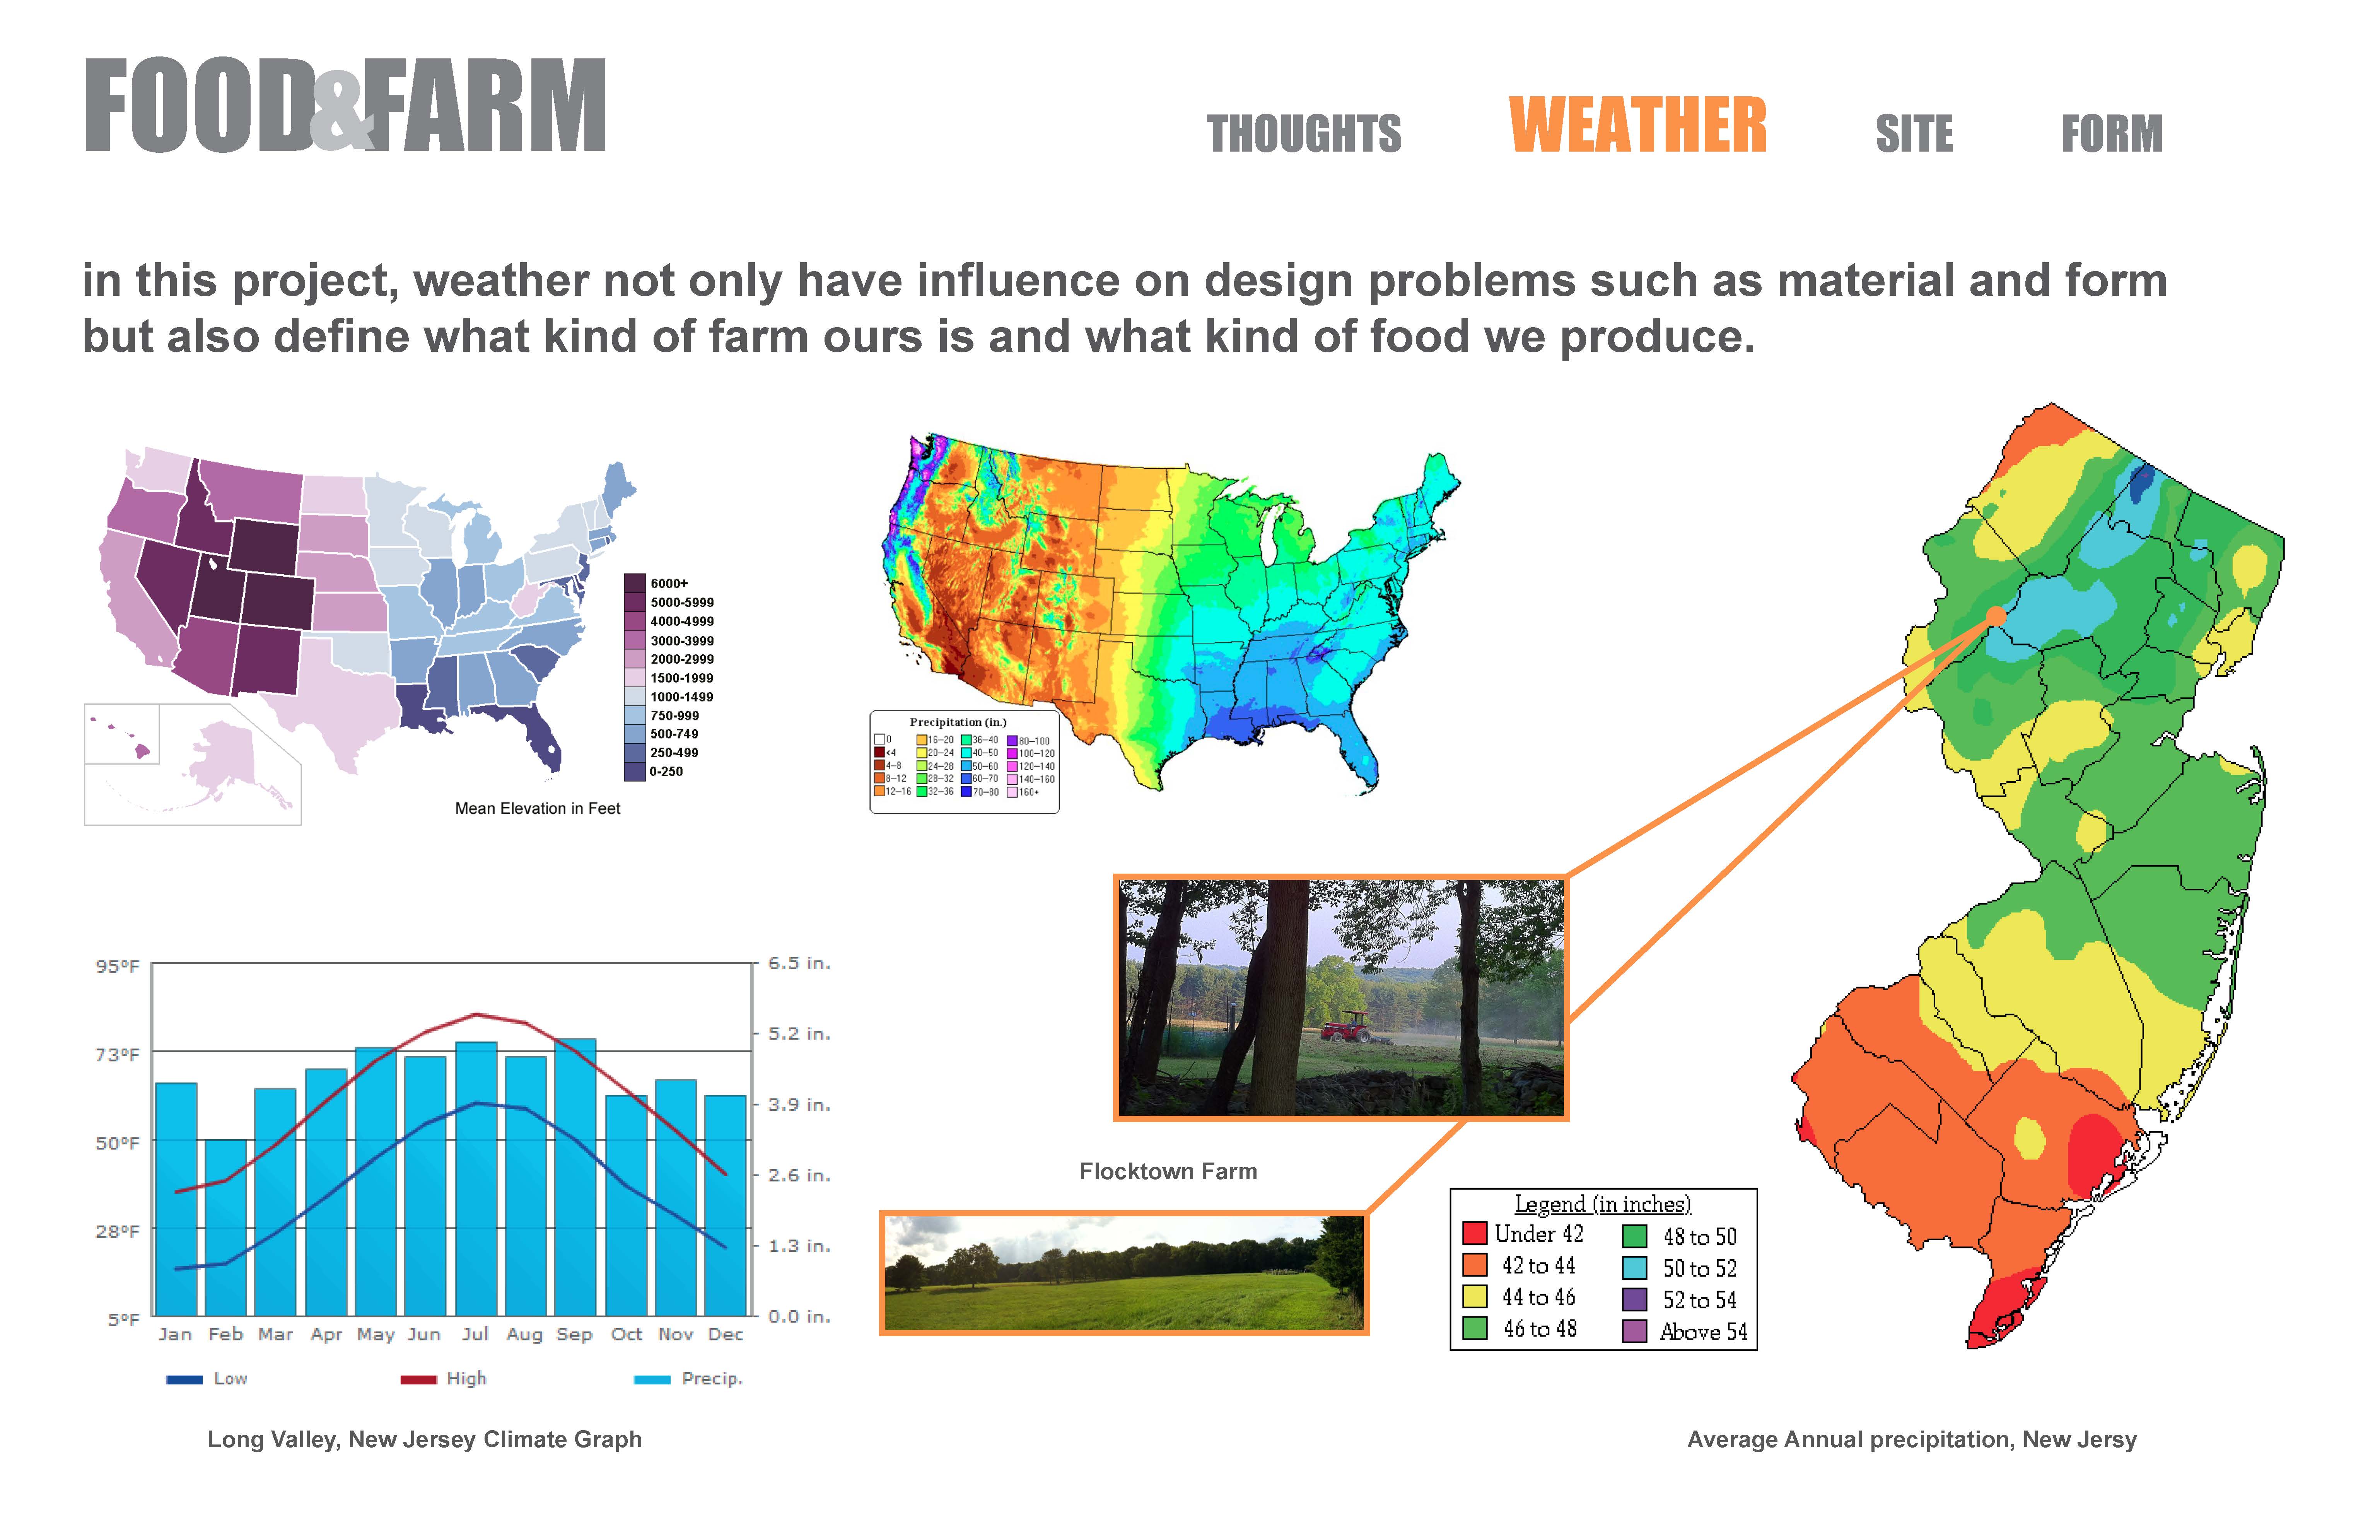 FOOD&FARM
THOUGHTS
WEATHER
SITE
FORM
in this project, weather not only have influence on design problems such as material and form
but also define what kind of farm ours is and what kind of food we produce.
6000+
5000-5999
4000-4999
3000-3999
2000-2999
1500-1999
1000-1499
750-999
500-749
250-499
0-250
Mean Elevation in Feet
Precipitation (in.)
0
<4
4–8
8–12
12–16
16–20
20–24
24–28
28–32
32–36
36–40
40–50
50–60
60–70
70–80
80–100
100–120
120–140
140–160
160+
95°F
73°F
50°F
28°F
5°F
6.5 in.
5.2 in.
3.9 in.
2.6 in.
1.3 in.
0.0 in.
Jan Feb Mar Apr May Jun Jul Aug Sep Oct Nov Dec
Low
High
Precip.
Long Valley, New Jersey Climate Graph
Flocktown Farm
Legend (in inches)
Under 42
42 to 44
44 to 46
46 to 48
48 to 50
50 to 52
52 to 54
Above 54
Average Annual precipitation, New Jersy